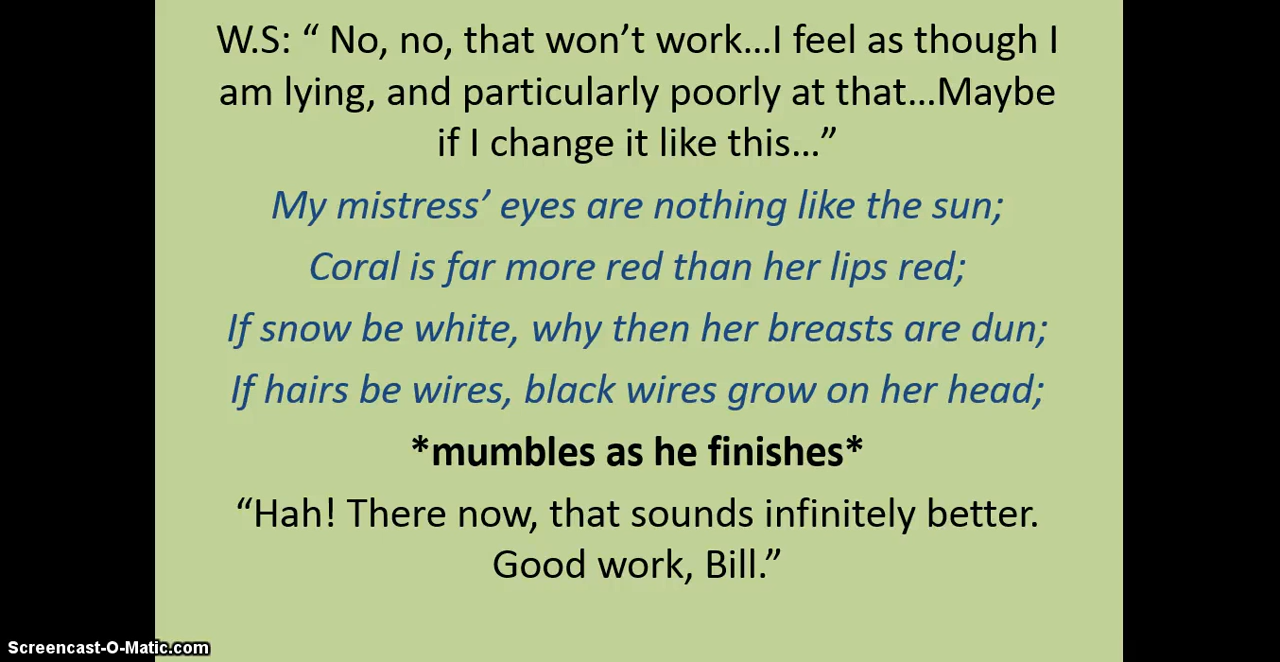 W.S: “ No, no, that won’t work…I feel as though I
am lying, and particularly poorly at that…Maybe
if I change it like this…”
My mistress’ eyes are nothing like the sun;
Coral is far more red than her lips red;
If snow be white, why then her breasts are dun;
If hairs be wires, black wires grow on her head;
*mumbles as he finishes*
“Hah! There now, that sounds infinitely better.
Good work, Bill.”
Screencast-O-Matic.com